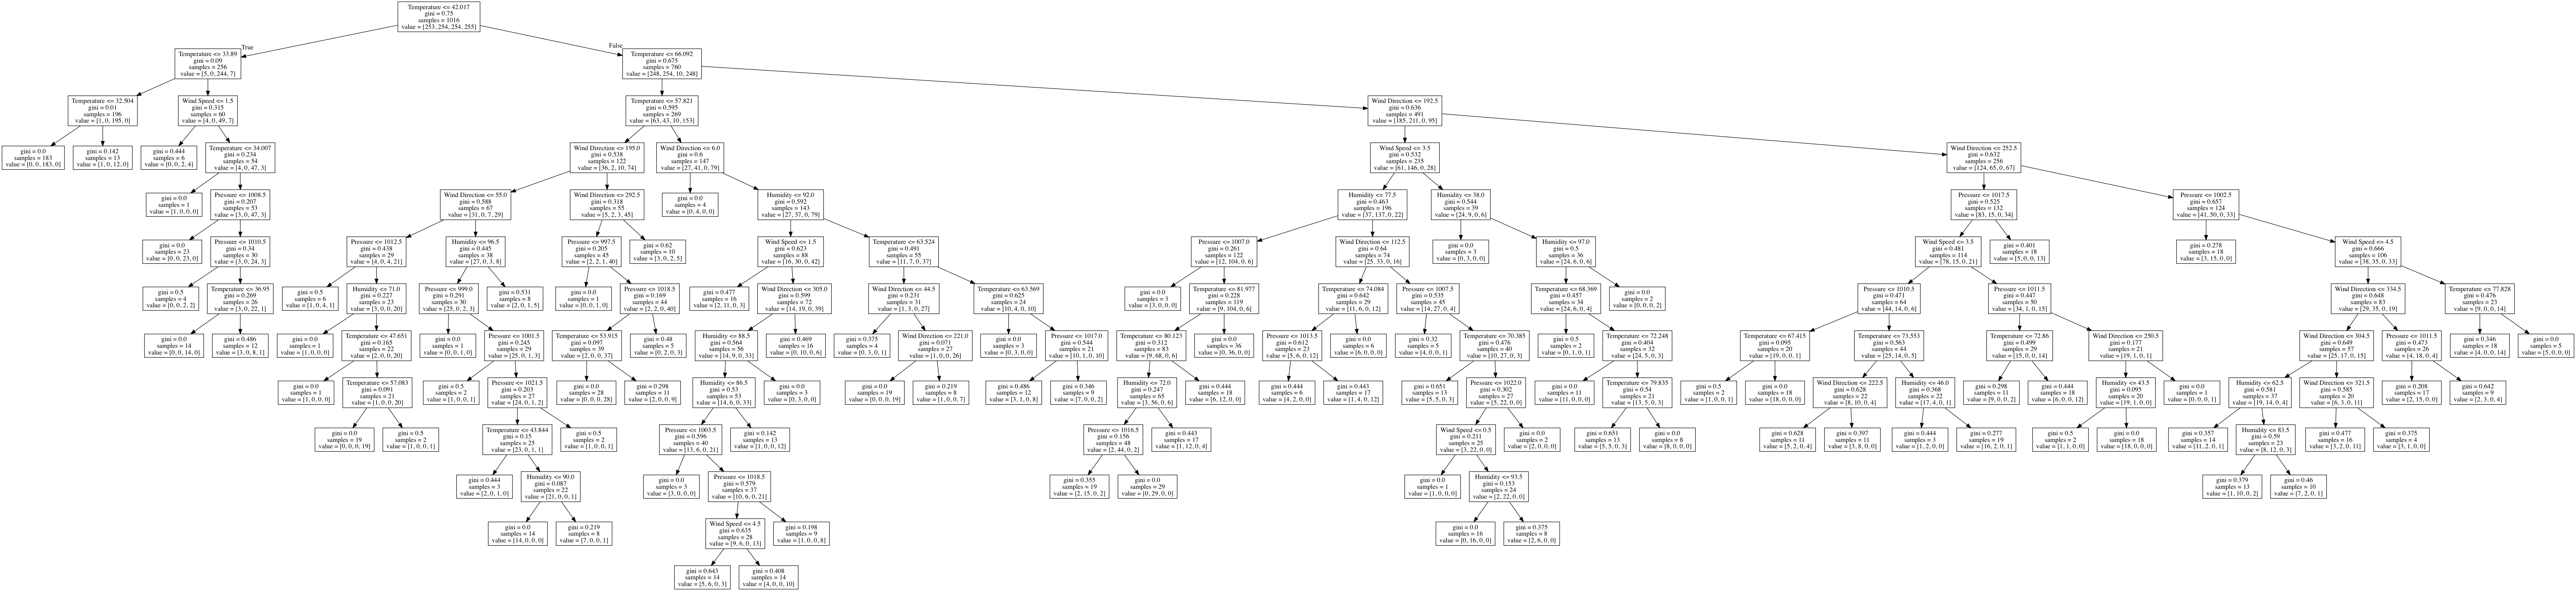 Temperature <= 42.017
gini = 0.75
samples = 1016
value = [253, 254, 254, 255]
True
False
Temperature <= 33.89
gini = 0.09
samples = 256
value = [5, 0, 244, 7]
Temperature <= 66.092
gini = 0.675
samples = 760
value = [248, 254, 10, 248]
Temperature <= 32.504
gini = 0.01
samples = 196
value = [1, 0, 195, 0]
Wind Speed <= 1.5
gini = 0.315
samples = 60
value = [4, 0, 49, 7]
Temperature <= 57.821
gini = 0.595
samples = 269
value = [63, 43, 10, 153]
Wind Direction <= 192.5
gini = 0.636
samples = 491
value = [185, 211, 0, 95]
gini = 0.0
samples = 183
value = [0, 0, 183, 0]
gini = 0.142
samples = 13
value = [1, 0, 12, 0]
gini = 0.444
samples = 6
value = [0, 0, 2, 4]
Temperature <= 34.007
gini = 0.234
samples = 54
value = [4, 0, 47, 3]
Wind Direction <= 195.0
gini = 0.538
samples = 122
value = [36, 2, 10, 74]
Wind Direction <= 6.0
gini = 0.6
samples = 147
value = [27, 41, 0, 79]
Wind Speed <= 3.5
gini = 0.532
samples = 235
value = [61, 146, 0, 28]
Wind Direction <= 252.5
gini = 0.632
samples = 256
value = [124, 65, 0, 67]
gini = 0.0
samples = 1
value = [1, 0, 0, 0]
Pressure <= 1008.5
gini = 0.207
samples = 53
value = [3, 0, 47, 3]
Wind Direction <= 55.0
gini = 0.588
samples = 67
value = [31, 0, 7, 29]
Wind Direction <= 292.5
gini = 0.318
samples = 55
value = [5, 2, 3, 45]
gini = 0.0
samples = 4
value = [0, 4, 0, 0]
Humidity <= 92.0
gini = 0.592
samples = 143
value = [27, 37, 0, 79]
Humidity <= 77.5
gini = 0.463
samples = 196
value = [37, 137, 0, 22]
Humidity <= 38.0
gini = 0.544
samples = 39
value = [24, 9, 0, 6]
Pressure <= 1017.5
gini = 0.525
samples = 132
value = [83, 15, 0, 34]
Pressure <= 1002.5
gini = 0.657
samples = 124
value = [41, 50, 0, 33]
gini = 0.0
samples = 23
value = [0, 0, 23, 0]
Pressure <= 1010.5
gini = 0.34
samples = 30
value = [3, 0, 24, 3]
Pressure <= 1012.5
gini = 0.438
samples = 29
value = [4, 0, 4, 21]
Humidity <= 96.5
gini = 0.445
samples = 38
value = [27, 0, 3, 8]
Pressure <= 997.5
gini = 0.205
samples = 45
value = [2, 2, 1, 40]
gini = 0.62
samples = 10
value = [3, 0, 2, 5]
Wind Speed <= 1.5
gini = 0.623
samples = 88
value = [16, 30, 0, 42]
Temperature <= 63.524
gini = 0.491
samples = 55
value = [11, 7, 0, 37]
Pressure <= 1007.0
gini = 0.261
samples = 122
value = [12, 104, 0, 6]
Wind Direction <= 112.5
gini = 0.64
samples = 74
value = [25, 33, 0, 16]
gini = 0.0
samples = 3
value = [0, 3, 0, 0]
Humidity <= 97.0
gini = 0.5
samples = 36
value = [24, 6, 0, 6]
Wind Speed <= 3.5
gini = 0.481
samples = 114
value = [78, 15, 0, 21]
gini = 0.401
samples = 18
value = [5, 0, 0, 13]
gini = 0.278
samples = 18
value = [3, 15, 0, 0]
Wind Speed <= 4.5
gini = 0.666
samples = 106
value = [38, 35, 0, 33]
gini = 0.5
samples = 4
value = [0, 0, 2, 2]
Temperature <= 36.95
gini = 0.269
samples = 26
value = [3, 0, 22, 1]
gini = 0.5
samples = 6
value = [1, 0, 4, 1]
Humidity <= 71.0
gini = 0.227
samples = 23
value = [3, 0, 0, 20]
Pressure <= 999.0
gini = 0.291
samples = 30
value = [25, 0, 2, 3]
gini = 0.531
samples = 8
value = [2, 0, 1, 5]
gini = 0.0
samples = 1
value = [0, 0, 1, 0]
Pressure <= 1018.5
gini = 0.169
samples = 44
value = [2, 2, 0, 40]
gini = 0.477
samples = 16
value = [2, 11, 0, 3]
Wind Direction <= 305.0
gini = 0.599
samples = 72
value = [14, 19, 0, 39]
Wind Direction <= 44.5
gini = 0.231
samples = 31
value = [1, 3, 0, 27]
Temperature <= 63.569
gini = 0.625
samples = 24
value = [10, 4, 0, 10]
gini = 0.0
samples = 3
value = [3, 0, 0, 0]
Temperature <= 81.977
gini = 0.228
samples = 119
value = [9, 104, 0, 6]
Temperature <= 74.084
gini = 0.642
samples = 29
value = [11, 6, 0, 12]
Pressure <= 1007.5
gini = 0.535
samples = 45
value = [14, 27, 0, 4]
Temperature <= 68.369
gini = 0.457
samples = 34
value = [24, 6, 0, 4]
gini = 0.0
samples = 2
value = [0, 0, 0, 2]
Pressure <= 1010.5
gini = 0.471
samples = 64
value = [44, 14, 0, 6]
Pressure <= 1011.5
gini = 0.447
samples = 50
value = [34, 1, 0, 15]
Wind Direction <= 334.5
gini = 0.648
samples = 83
value = [29, 35, 0, 19]
Temperature <= 77.828
gini = 0.476
samples = 23
value = [9, 0, 0, 14]
gini = 0.0
samples = 14
value = [0, 0, 14, 0]
gini = 0.486
samples = 12
value = [3, 0, 8, 1]
gini = 0.0
samples = 1
value = [1, 0, 0, 0]
Temperature <= 47.651
gini = 0.165
samples = 22
value = [2, 0, 0, 20]
gini = 0.0
samples = 1
value = [0, 0, 1, 0]
Pressure <= 1001.5
gini = 0.245
samples = 29
value = [25, 0, 1, 3]
Temperature <= 53.915
gini = 0.097
samples = 39
value = [2, 0, 0, 37]
gini = 0.48
samples = 5
value = [0, 2, 0, 3]
Humidity <= 88.5
gini = 0.564
samples = 56
value = [14, 9, 0, 33]
gini = 0.469
samples = 16
value = [0, 10, 0, 6]
gini = 0.375
samples = 4
value = [0, 3, 0, 1]
Wind Direction <= 221.0
gini = 0.071
samples = 27
value = [1, 0, 0, 26]
gini = 0.0
samples = 3
value = [0, 3, 0, 0]
Pressure <= 1017.0
gini = 0.544
samples = 21
value = [10, 1, 0, 10]
Temperature <= 80.123
gini = 0.312
samples = 83
value = [9, 68, 0, 6]
gini = 0.0
samples = 36
value = [0, 36, 0, 0]
Pressure <= 1013.5
gini = 0.612
samples = 23
value = [5, 6, 0, 12]
gini = 0.0
samples = 6
value = [6, 0, 0, 0]
gini = 0.32
samples = 5
value = [4, 0, 0, 1]
Temperature <= 70.385
gini = 0.476
samples = 40
value = [10, 27, 0, 3]
gini = 0.5
samples = 2
value = [0, 1, 0, 1]
Temperature <= 72.248
gini = 0.404
samples = 32
value = [24, 5, 0, 3]
Temperature <= 67.415
gini = 0.095
samples = 20
value = [19, 0, 0, 1]
Temperature <= 73.553
gini = 0.563
samples = 44
value = [25, 14, 0, 5]
Temperature <= 72.86
gini = 0.499
samples = 29
value = [15, 0, 0, 14]
Wind Direction <= 250.5
gini = 0.177
samples = 21
value = [19, 1, 0, 1]
Wind Direction <= 304.5
gini = 0.649
samples = 57
value = [25, 17, 0, 15]
Pressure <= 1011.5
gini = 0.473
samples = 26
value = [4, 18, 0, 4]
gini = 0.346
samples = 18
value = [4, 0, 0, 14]
gini = 0.0
samples = 5
value = [5, 0, 0, 0]
gini = 0.0
samples = 1
value = [1, 0, 0, 0]
Temperature <= 57.083
gini = 0.091
samples = 21
value = [1, 0, 0, 20]
gini = 0.5
samples = 2
value = [1, 0, 0, 1]
Pressure <= 1021.5
gini = 0.203
samples = 27
value = [24, 0, 1, 2]
gini = 0.0
samples = 28
value = [0, 0, 0, 28]
gini = 0.298
samples = 11
value = [2, 0, 0, 9]
Humidity <= 86.5
gini = 0.53
samples = 53
value = [14, 6, 0, 33]
gini = 0.0
samples = 3
value = [0, 3, 0, 0]
gini = 0.0
samples = 19
value = [0, 0, 0, 19]
gini = 0.219
samples = 8
value = [1, 0, 0, 7]
gini = 0.486
samples = 12
value = [3, 1, 0, 8]
gini = 0.346
samples = 9
value = [7, 0, 0, 2]
Humidity <= 72.0
gini = 0.247
samples = 65
value = [3, 56, 0, 6]
gini = 0.444
samples = 18
value = [6, 12, 0, 0]
gini = 0.444
samples = 6
value = [4, 2, 0, 0]
gini = 0.443
samples = 17
value = [1, 4, 0, 12]
gini = 0.651
samples = 13
value = [5, 5, 0, 3]
Pressure <= 1022.0
gini = 0.302
samples = 27
value = [5, 22, 0, 0]
gini = 0.0
samples = 11
value = [11, 0, 0, 0]
Temperature <= 79.835
gini = 0.54
samples = 21
value = [13, 5, 0, 3]
gini = 0.5
samples = 2
value = [1, 0, 0, 1]
gini = 0.0
samples = 18
value = [18, 0, 0, 0]
Wind Direction <= 222.5
gini = 0.628
samples = 22
value = [8, 10, 0, 4]
Humidity <= 46.0
gini = 0.368
samples = 22
value = [17, 4, 0, 1]
gini = 0.298
samples = 11
value = [9, 0, 0, 2]
gini = 0.444
samples = 18
value = [6, 0, 0, 12]
Humidity <= 43.5
gini = 0.095
samples = 20
value = [19, 1, 0, 0]
gini = 0.0
samples = 1
value = [0, 0, 0, 1]
Humidity <= 62.5
gini = 0.581
samples = 37
value = [19, 14, 0, 4]
Wind Direction <= 321.5
gini = 0.585
samples = 20
value = [6, 3, 0, 11]
gini = 0.208
samples = 17
value = [2, 15, 0, 0]
gini = 0.642
samples = 9
value = [2, 3, 0, 4]
gini = 0.0
samples = 19
value = [0, 0, 0, 19]
gini = 0.5
samples = 2
value = [1, 0, 0, 1]
Temperature <= 43.844
gini = 0.15
samples = 25
value = [23, 0, 1, 1]
gini = 0.5
samples = 2
value = [1, 0, 0, 1]
Pressure <= 1003.5
gini = 0.596
samples = 40
value = [13, 6, 0, 21]
gini = 0.142
samples = 13
value = [1, 0, 0, 12]
Pressure <= 1016.5
gini = 0.156
samples = 48
value = [2, 44, 0, 2]
gini = 0.443
samples = 17
value = [1, 12, 0, 4]
Wind Speed <= 0.5
gini = 0.211
samples = 25
value = [3, 22, 0, 0]
gini = 0.0
samples = 2
value = [2, 0, 0, 0]
gini = 0.651
samples = 13
value = [5, 5, 0, 3]
gini = 0.0
samples = 8
value = [8, 0, 0, 0]
gini = 0.628
samples = 11
value = [5, 2, 0, 4]
gini = 0.397
samples = 11
value = [3, 8, 0, 0]
gini = 0.444
samples = 3
value = [1, 2, 0, 0]
gini = 0.277
samples = 19
value = [16, 2, 0, 1]
gini = 0.5
samples = 2
value = [1, 1, 0, 0]
gini = 0.0
samples = 18
value = [18, 0, 0, 0]
gini = 0.357
samples = 14
value = [11, 2, 0, 1]
Humidity <= 83.5
gini = 0.59
samples = 23
value = [8, 12, 0, 3]
gini = 0.477
samples = 16
value = [3, 2, 0, 11]
gini = 0.375
samples = 4
value = [3, 1, 0, 0]
gini = 0.444
samples = 3
value = [2, 0, 1, 0]
Humidity <= 90.0
gini = 0.087
samples = 22
value = [21, 0, 0, 1]
gini = 0.0
samples = 3
value = [3, 0, 0, 0]
Pressure <= 1018.5
gini = 0.579
samples = 37
value = [10, 6, 0, 21]
gini = 0.355
samples = 19
value = [2, 15, 0, 2]
gini = 0.0
samples = 29
value = [0, 29, 0, 0]
gini = 0.0
samples = 1
value = [1, 0, 0, 0]
Humidity <= 93.5
gini = 0.153
samples = 24
value = [2, 22, 0, 0]
gini = 0.379
samples = 13
value = [1, 10, 0, 2]
gini = 0.46
samples = 10
value = [7, 2, 0, 1]
gini = 0.0
samples = 14
value = [14, 0, 0, 0]
gini = 0.219
samples = 8
value = [7, 0, 0, 1]
Wind Speed <= 4.5
gini = 0.635
samples = 28
value = [9, 6, 0, 13]
gini = 0.198
samples = 9
value = [1, 0, 0, 8]
gini = 0.0
samples = 16
value = [0, 16, 0, 0]
gini = 0.375
samples = 8
value = [2, 6, 0, 0]
gini = 0.643
samples = 14
value = [5, 6, 0, 3]
gini = 0.408
samples = 14
value = [4, 0, 0, 10]